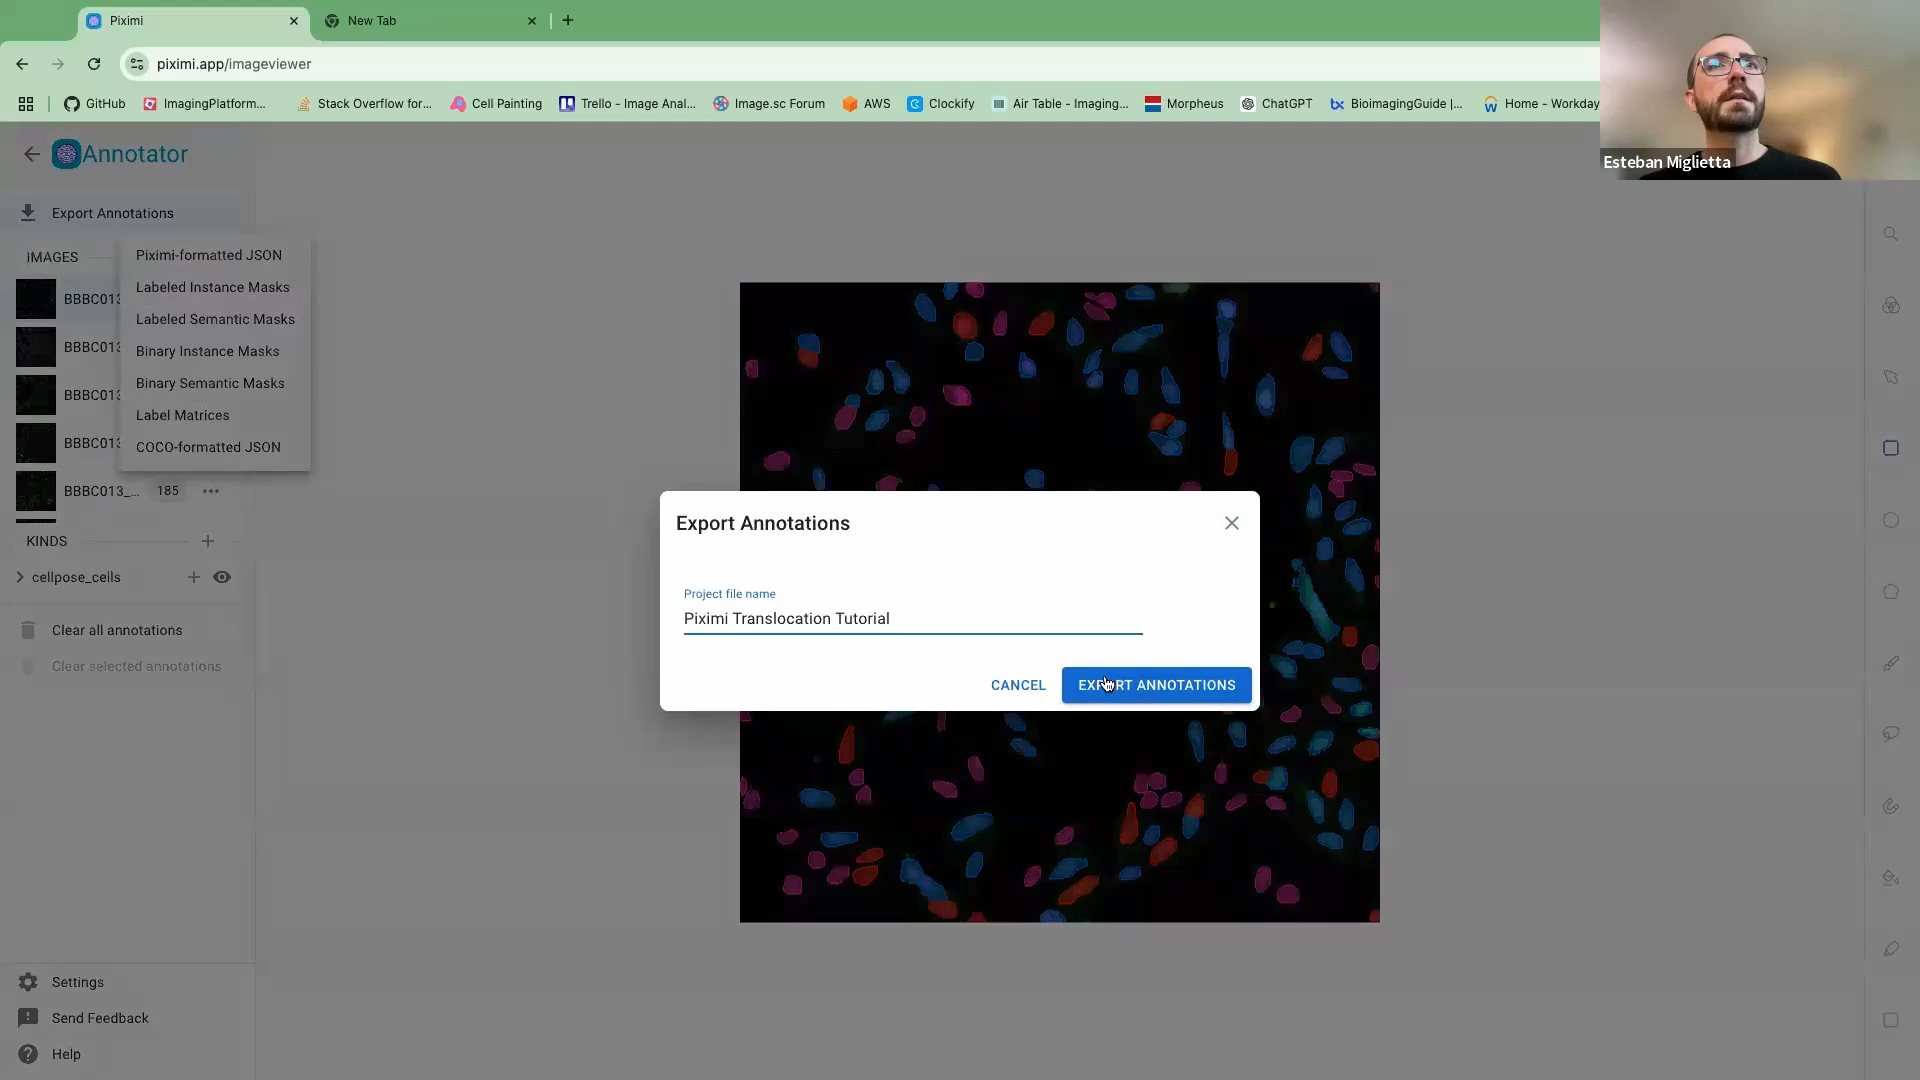 Piximi
New Tab
piximi.app/imageviewer
GitHub
ImagingPlatform...
Stack Overflow for...
Cell Painting
Trello - Image Anal...
Image.sc Forum
AWS
Clockify
Air Table - Imaging...
Morpheus
ChatGPT
BioimagingGuide |...
Home - Workday
Esteban Miglietta
Annotator
Export Annotations
IMAGES
Piximi-formatted JSON
Labeled Instance Masks
BBBC013
Labeled Semantic Masks
BBBC013
Binary Instance Masks
Binary Semantic Masks
BBBC013
Label Matrices
BBBC013
COCO-formatted JSON
BBBC013_... 185
KINDS
cellpose_cells
Clear all annotations
Clear selected annotations
Export Annotations
Project file name
Piximi Translocation Tutorial
CANCEL
EXPORT ANNOTATIONS
Settings
Send Feedback
Help